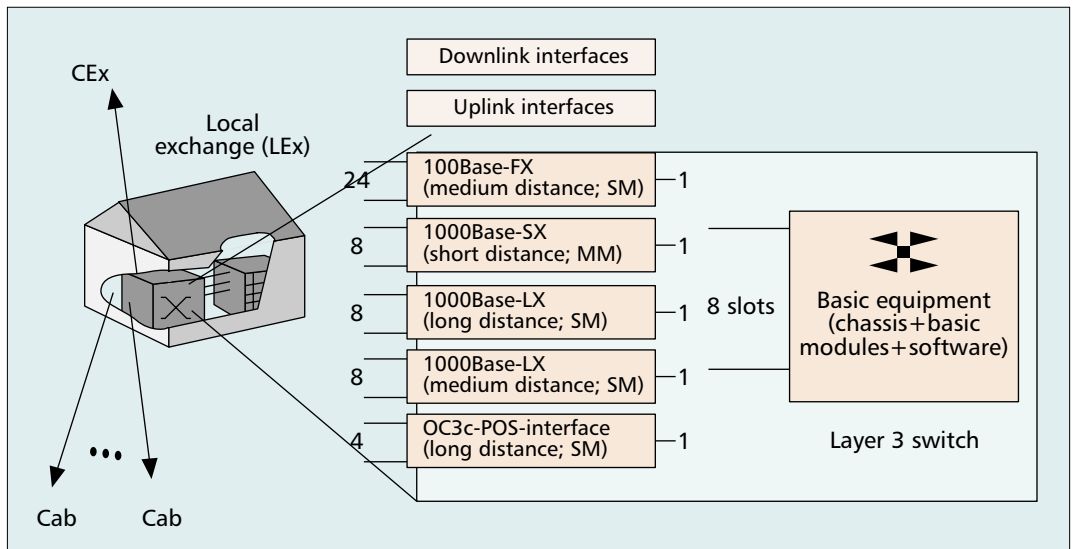 CEx
Local
exchange (LEx)
Cab
Cab
Downlink interfaces
Uplink interfaces
24
100Base-FX
(medium distance; SM)
1
8
1000Base-SX
(short distance; MM)
1
8
1000Base-LX
(long distance; SM)
1
8
1000Base-LX
(medium distance; SM)
1
4
OC3c-POS-interface
(long distance; SM)
1
8 slots
Basic equipment
(chassis+basic
modules+software)
Layer 3 switch